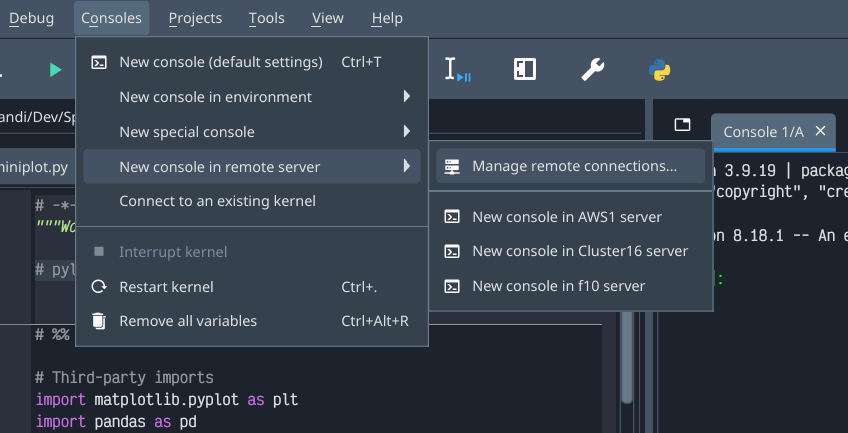 Debug Consoles Projects Tools View Help
New console (default settings) Ctrl+T
New console in environment
New special console
New console in remote server
Connect to an existing kernel
Interrupt kernel
Restart kernel Ctrl+.
Remove all variables Ctrl+Alt+R
Manage remote connections...
New console in AWS1 server
New console in Cluster16 server
New console in f10 server
andi/Dev/Sp
miniplot.py
# -*-
"""Wo
# pyl
# %%
# Third-party imports
import matplotlib.pyplot as plt
import pandas as pd
Console 1/A
n 3.9.19 | packag
"copyright", "cre
on 8.18.1 -- An e
: